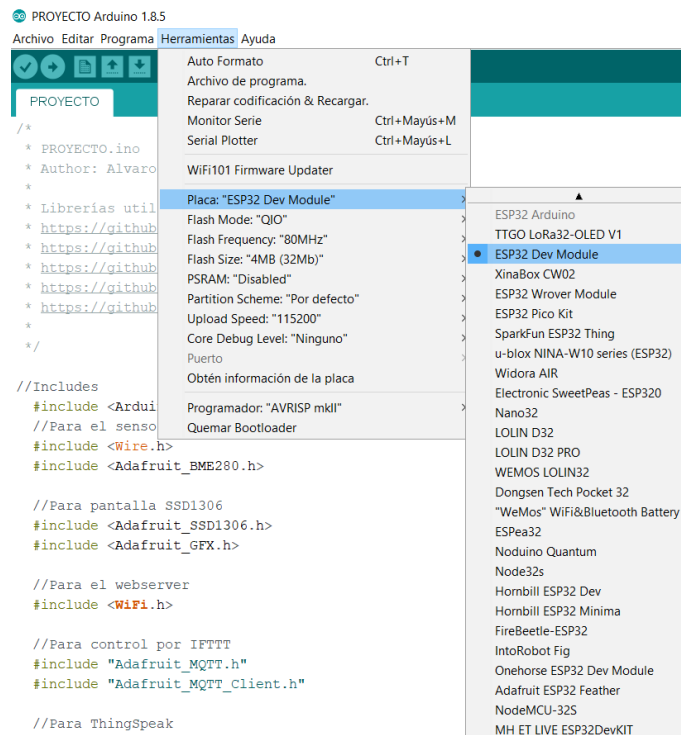 PROYECTO Arduino 1.8.5
Archivo Editar Programa Herramientas Ayuda
PROYECTO
Auto Formato Ctrl+T
Archivo de programa.
Reparar codificación & Recargar.
Monitor Serie Ctrl+Mayús+M
Serial Plotter Ctrl+Mayús+L
WiFi101 Firmware Updater
Placa: "ESP32 Dev Module"
Flash Mode: "QIO"
Flash Frequency: "80MHz"
Flash Size: "4MB (32Mb)"
PSRAM: "Disabled"
Partition Scheme: "Por defecto"
Upload Speed: "115200"
Core Debug Level: "Ninguno"
Puerto
Obtén información de la placa
Programador: "AVRISP mkII"
Quemar Bootloader
ESP32 Arduino
TTGO LoRa32-OLED V1
ESP32 Dev Module
XinaBox CW02
ESP32 Wrover Module
ESP32 Pico Kit
SparkFun ESP32 Thing
u-blox NINA-W10 series (ESP32)
Widora AIR
Electronic SweetPeas - ESP320
Nano32
LOLIN D32
LOLIN D32 PRO
WEMOS LOLIN32
Dongsen Tech Pocket 32
"WeMos" WiFi&Bluetooth Battery
ESPea32
Noduino Quantum
Node32s
Hornbill ESP32 Dev
Hornbill ESP32 Minima
FireBeetle-ESP32
IntoRobot Fig
Onehorse ESP32 Dev Module
Adafruit ESP32 Feather
NodeMCU-32S
MH ET LIVE ESP32DevKIT
/*
* PROYECTO.ino
* Author: Alvaro
*
* Librerías util
* https://github
* https://github
* https://github
* https://github
* https://github
*
*/
//Includes
#include <Ardui
//Para el senso
#include <Wire.h>
#include <Adafruit_BME280.h>
//Para pantalla SSD1306
#include <Adafruit_SSD1306.h>
#include <Adafruit_GFX.h>
//Para el webserver
#include <WiFi.h>
//Para control por IFTTT
#include "Adafruit_MQTT.h"
#include "Adafruit_MQTT_Client.h"
//Para ThingSpeak